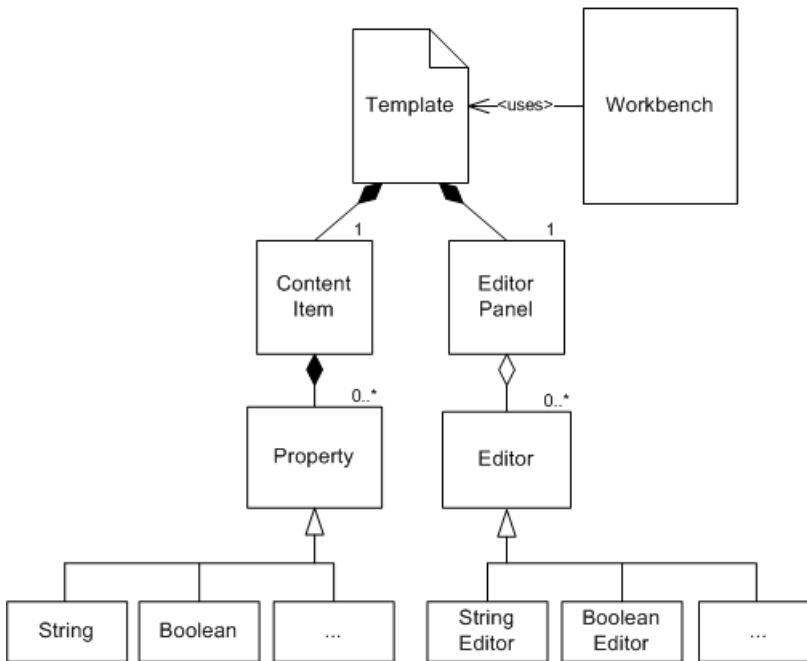 Template
<uses>
Workbench
1
1
Content
Item
Editor
Panel
0..*
0..*
Property
Editor
String
Boolean
...
String
Editor
Boolean
Editor
...